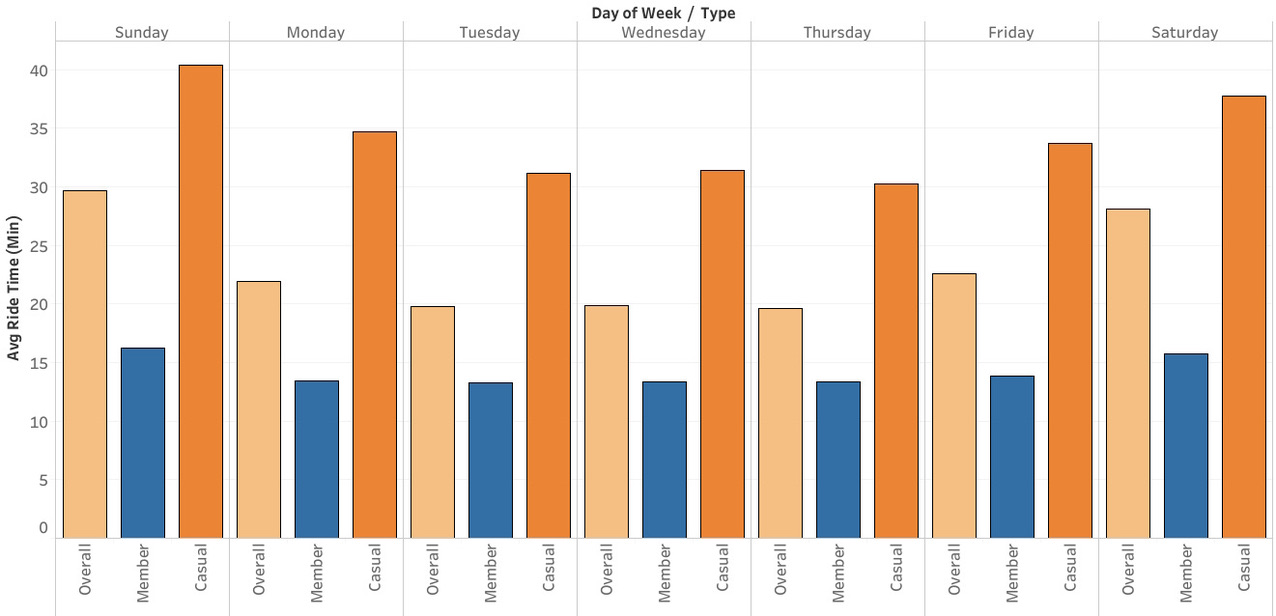 Day of Week / Type
Sunday Monday Tuesday Wednesday Thursday Friday Saturday
Avg Ride Time (Min)
40
35
30
25
20
15
10
5
0
Overall Member Casual Overall Member Casual Overall Member Casual Overall Member Casual Overall Member Casual Overall Member Casual Overall Member Casual